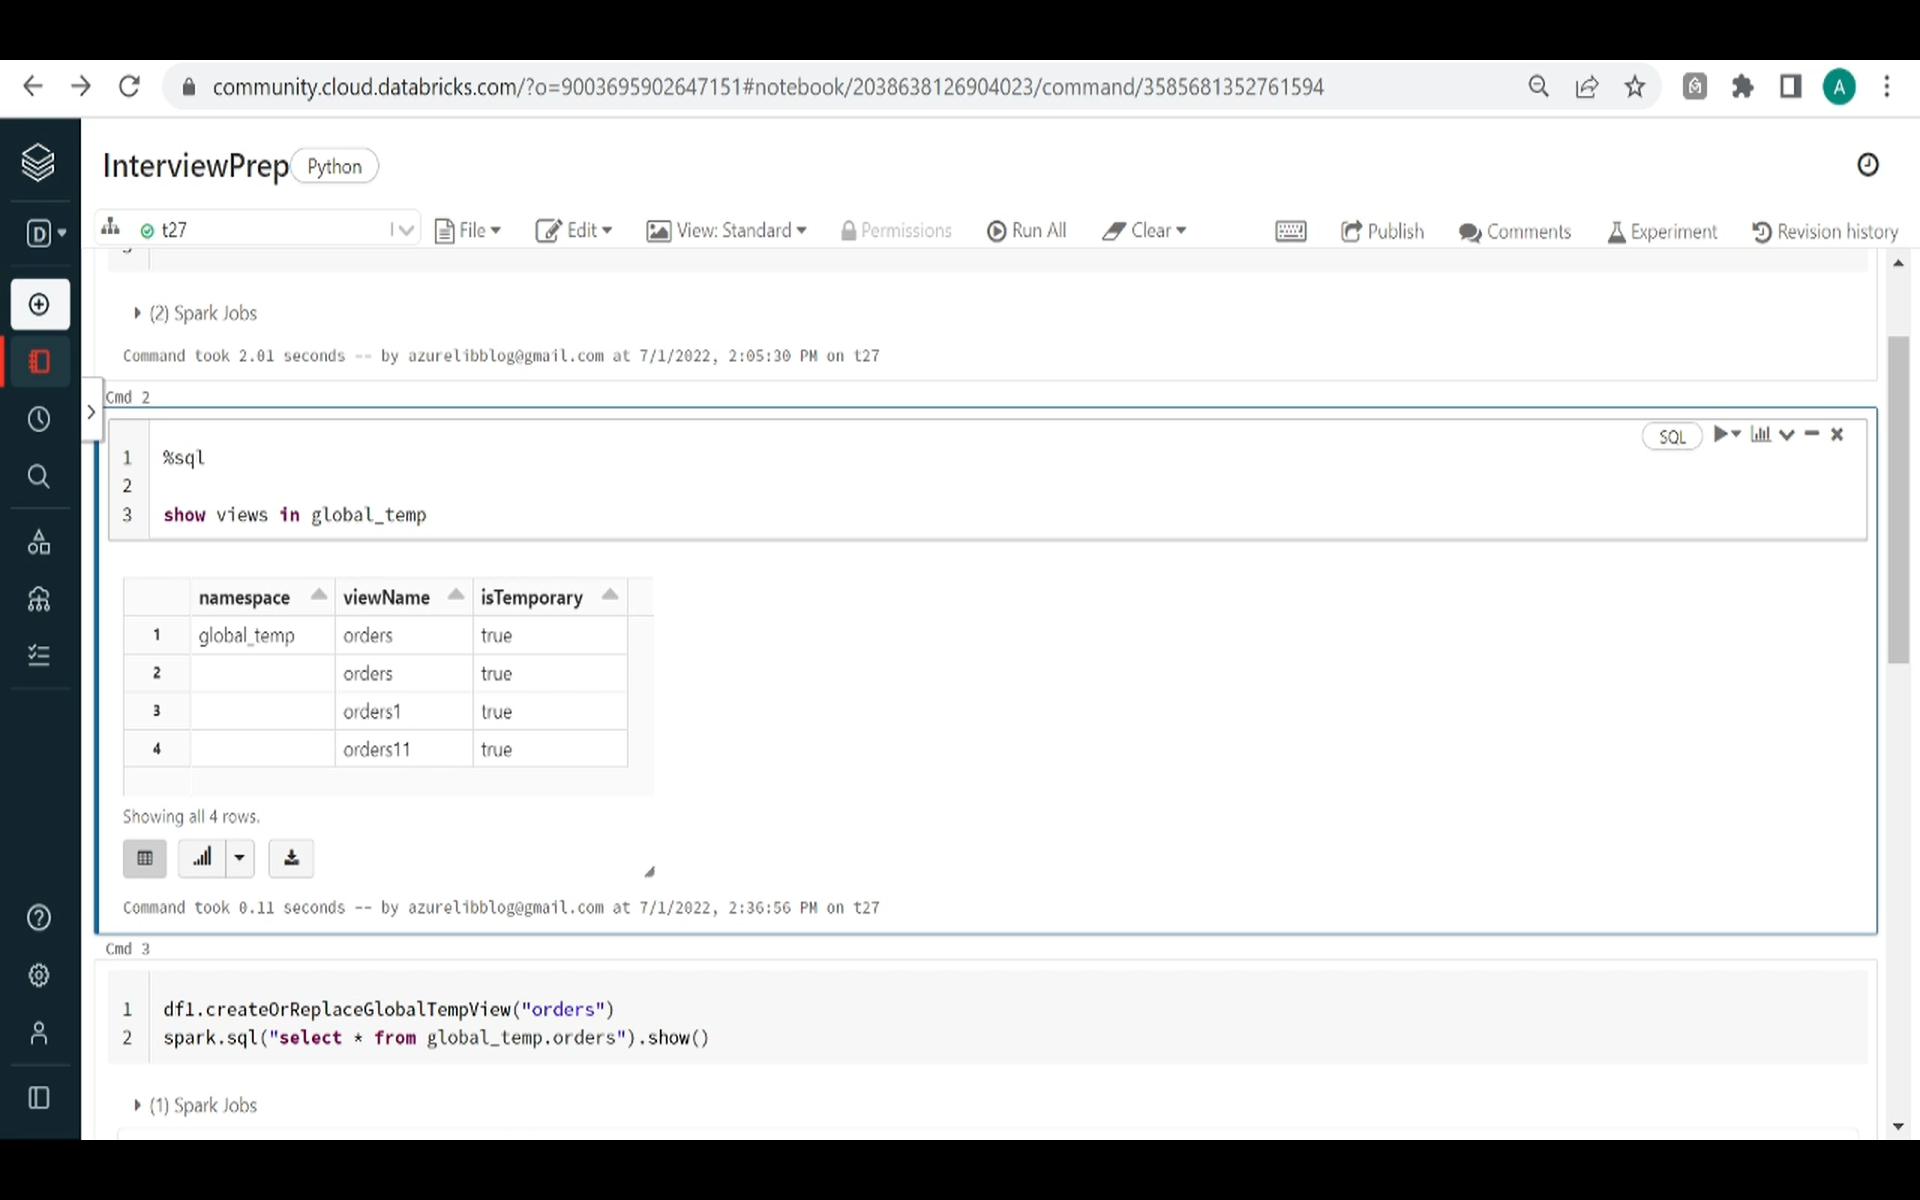 community.cloud.databricks.com/?o=9003695902647151#notebook/2038638126904023/command/3585681352761594
A
InterviewPrep Python
D
t27 File Edit View: Standard Permissions Run All Clear Publish Comments Experiment Revision history
(2) Spark Jobs
Command took 2.01 seconds -- by azurelibblog@gmail.com at 7/1/2022, 2:05:30 PM on t27
Cmd 2
SQL
1 %sql
2
3 show views in global_temp
namespace viewName isTemporary
1 global_temp orders true
2 orders true
3 orders1 true
4 orders11 true
Showing all 4 rows.
Command took 0.11 seconds -- by azurelibblog@gmail.com at 7/1/2022, 2:36:56 PM on t27
Cmd 3
1 df1.createOrReplaceGlobalTempView("orders")
2 spark.sql("select * from global_temp.orders").show()
(1) Spark Jobs